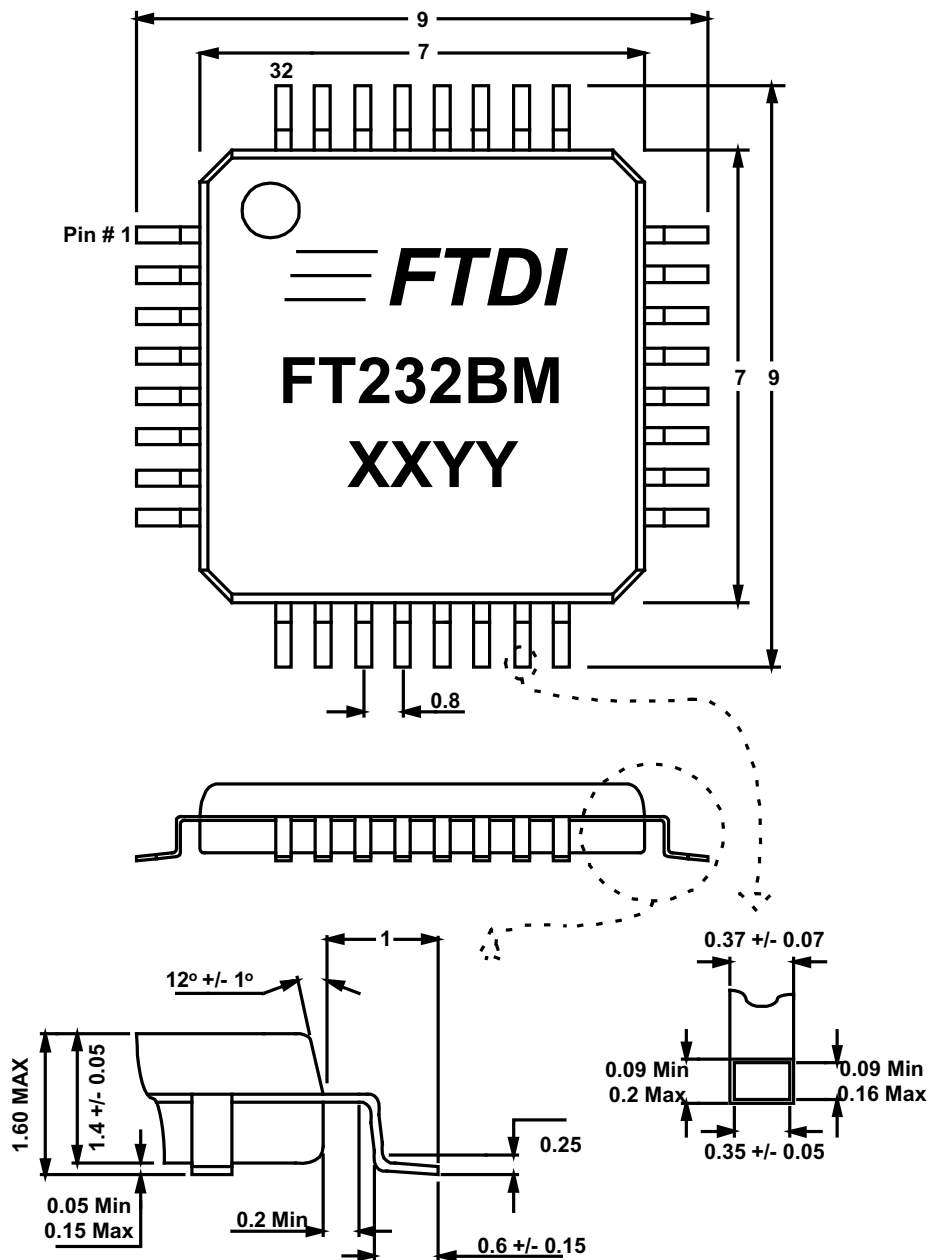 9
7
32
Pin # 1
FTDI
FT232BM
XXYY
7
9
0.8
1
0.37 +/- 0.07
12o +/- 1o
1.60 MAX
1.4 +/- 0.05
0.09 Min
0.2 Max
0.09 Min
0.16 Max
0.25
0.35 +/- 0.05
0.05 Min
0.15 Max
0.2 Min
0.6 +/- 0.15